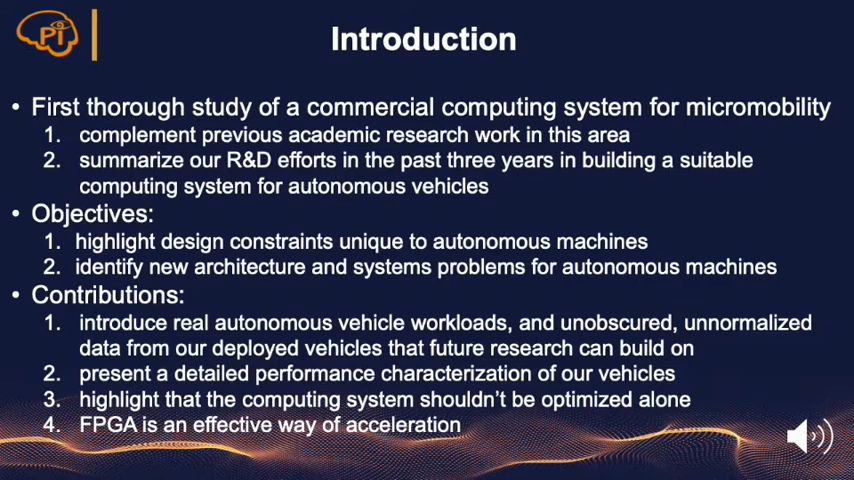 PI
Introduction
• First thorough study of a commercial computing system for micromobility
1. complement previous academic research work in this area
2. summarize our R&D efforts in the past three years in building a suitable
computing system for autonomous vehicles
• Objectives:
1. highlight design constraints unique to autonomous machines
2. identify new architecture and systems problems for autonomous machines
• Contributions:
1. introduce real autonomous vehicle workloads, and unobscured, unnormalized
data from our deployed vehicles that future research can build on
2. present a detailed performance characterization of our vehicles
3. highlight that the computing system shouldn't be optimized alone
4. FPGA is an effective way of acceleration